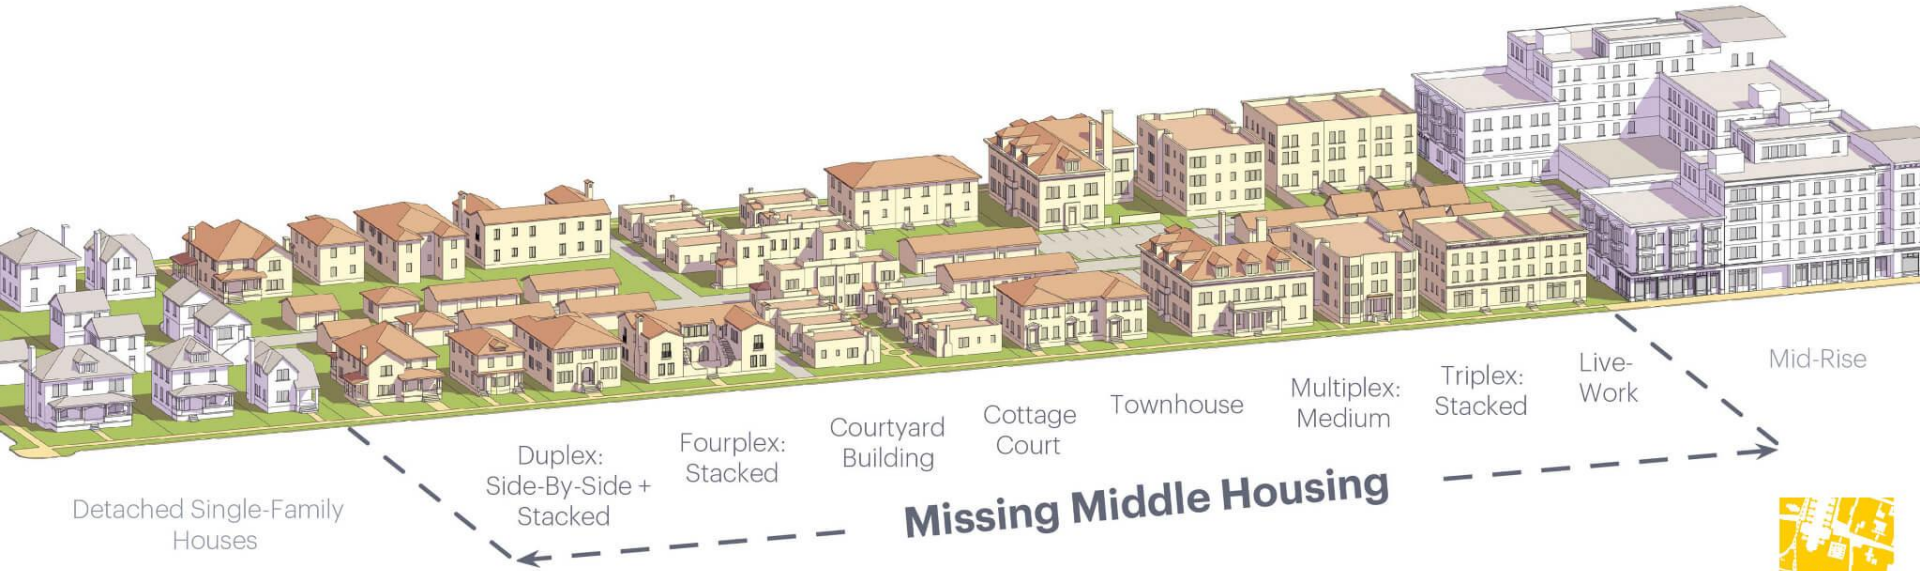 Detached Single-Family
Houses
Duplex:
Side-By-Side +
Stacked
Fourplex:
Stacked
Courtyard
Building
Cottage
Court
Townhouse
Multiplex:
Medium
Triplex:
Stacked
Live-
Work
Mid-Rise
Missing Middle Housing